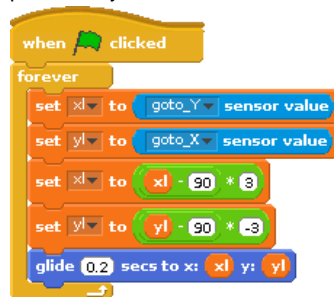 when clicked
forever
set xl to goto_Y sensor value
set yl to goto_X sensor value
set xl to xl - 90 * 3
set yl to yl - 90 * -3
glide 0.2 secs to x: xl y: yl